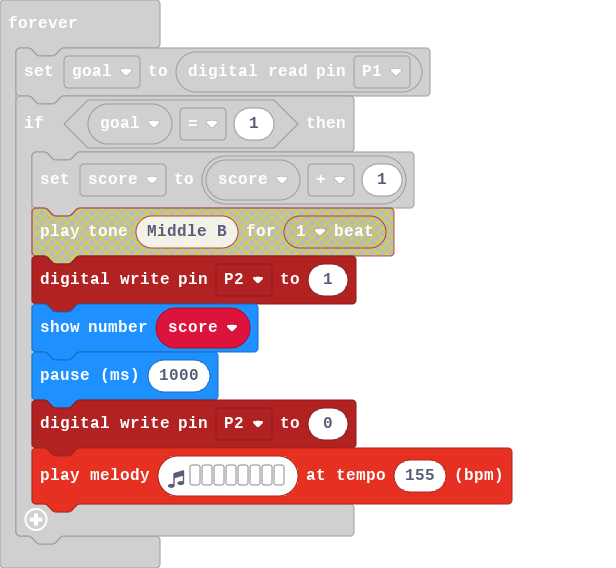 forever
set goal to digital read pin P1
if goal = 1 then
set score to score + 1
play tone Middle B for 1 beat
digital write pin P2 to 1
show number score
pause (ms) 1000
digital write pin P2 to 0
play melody at tempo 155 (bpm)